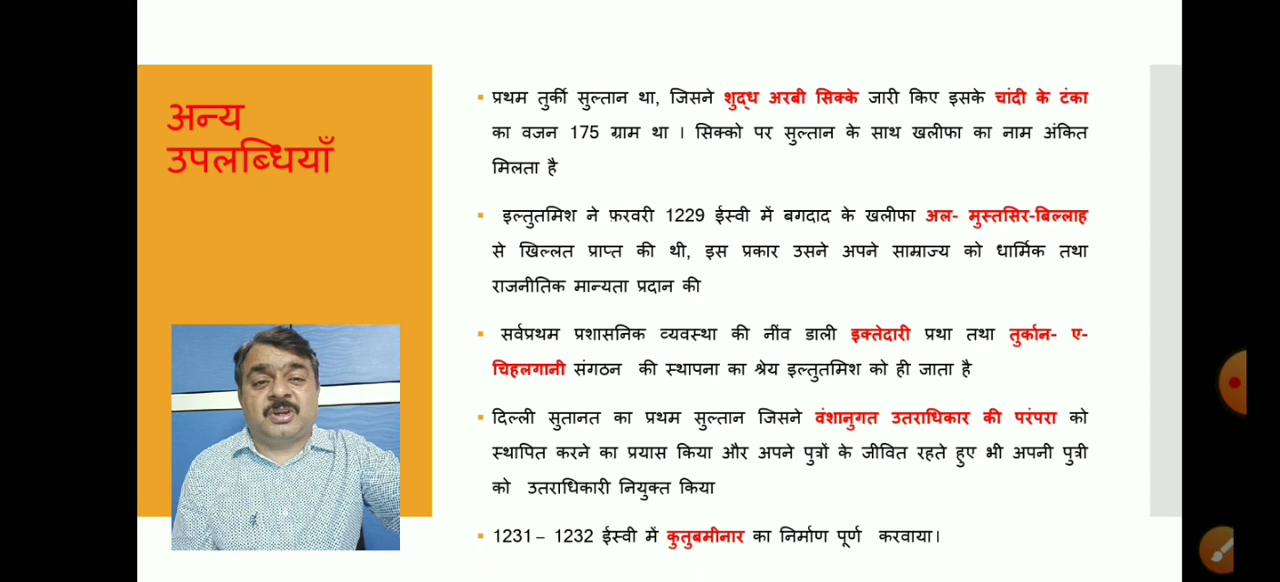 अन्य
उपलब्धियाँ
प्रथम तुर्की सुल्तान था, जिसने शुद्ध अरबी सिक्के जारी किए इसके चांदी के टंका
का वजन 175 ग्राम था । सिक्को पर सुल्तान के साथ खलीफा का नाम अंकित
मिलता है
इल्तुतमिश ने फ़रवरी 1229 ईस्वी में बगदाद के खलीफा अल- मुस्तसिर-बिल्लाह
से खिल्लत प्राप्त की थी, इस प्रकार उसने अपने साम्राज्य को धार्मिक तथा
राजनीतिक मान्यता प्रदान की
सर्वप्रथम प्रशासनिक व्यवस्था की नींव डाली इक्तेदारी प्रथा तथा तुर्कान- ए-
चिहलगानी संगठन की स्थापना का श्रेय इल्तुतमिश को ही जाता है
दिल्ली सुतानत का प्रथम सुल्तान जिसने वंशानुगत उतराधिकार की परंपरा को
स्थापित करने का प्रयास किया और अपने पुत्रों के जीवित रहते हुए भी अपनी पुत्री
को उतराधिकारी नियुक्त किया
1231 – 1232 ईस्वी में कुतुबमीनार का निर्माण पूर्ण करवाया।